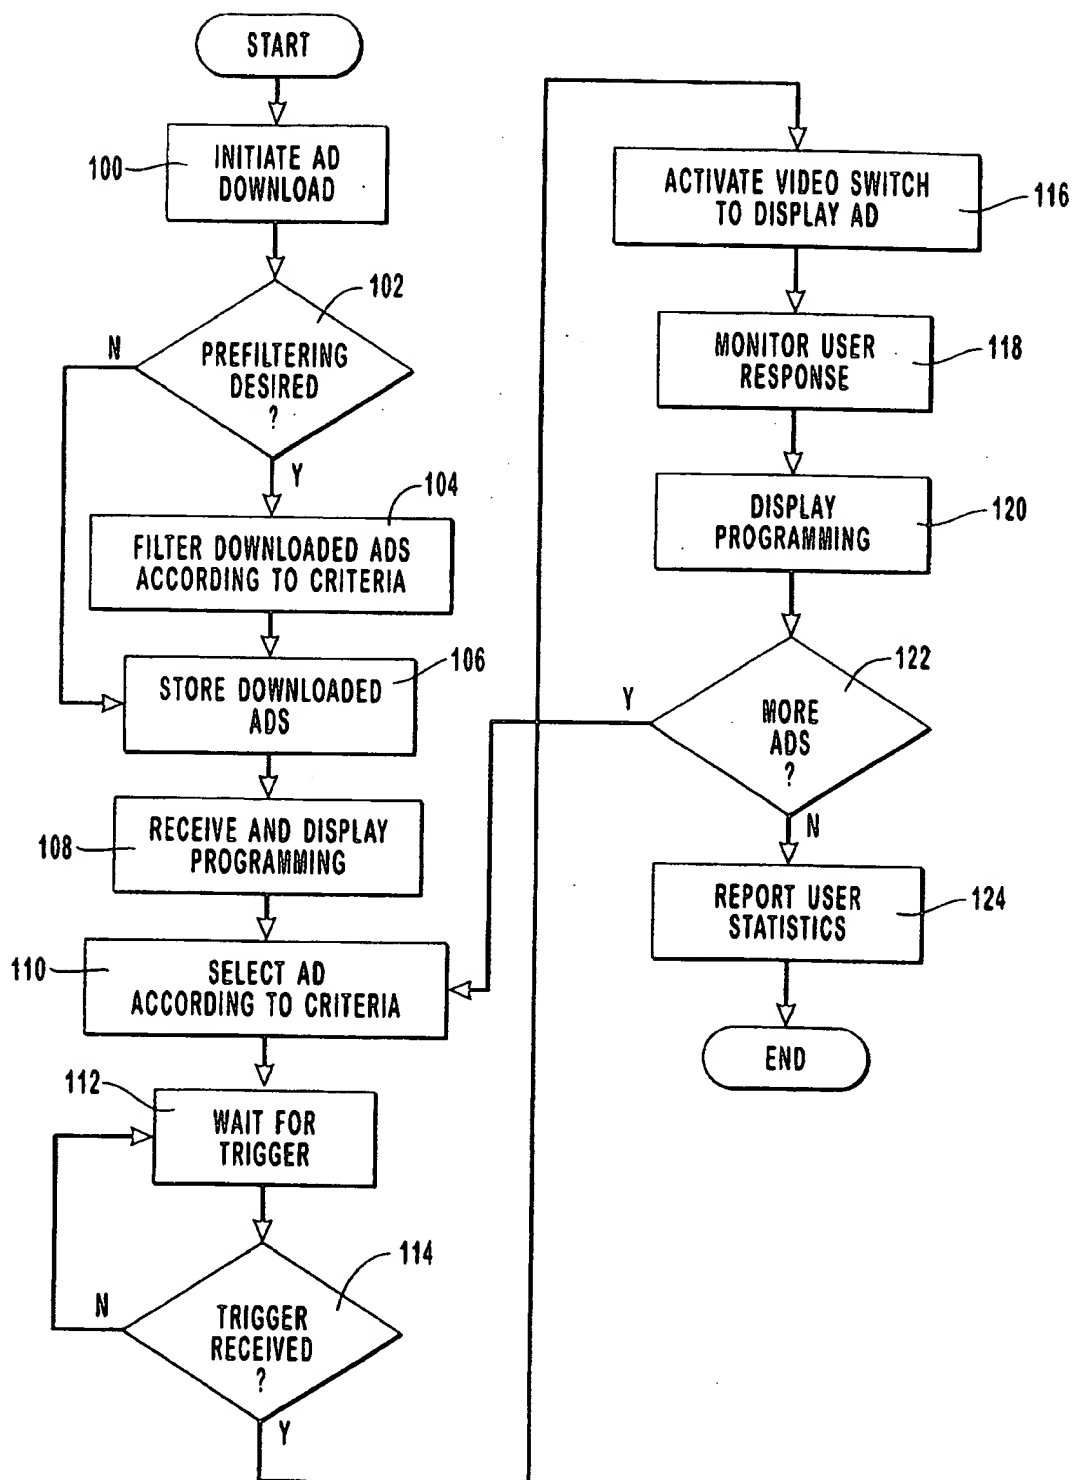 START
100
INITIATE AD
DOWNLOAD
102
N
PREFILTERING
DESIRED
?
Y
104
FILTER DOWNLOADED ADS
ACCORDING TO CRITERIA
106
STORE DOWNLOADED
ADS
108
RECEIVE AND DISPLAY
PROGRAMMING
110
SELECT AD
ACCORDING TO CRITERIA
112
WAIT FOR
TRIGGER
114
N
TRIGGER
RECEIVED
?
Y
ACTIVATE VIDEO SWITCH
TO DISPLAY AD
116
MONITOR USER
RESPONSE
118
DISPLAY
PROGRAMMING
120
122
Y
MORE
ADS
?
N
REPORT USER
STATISTICS
124
END